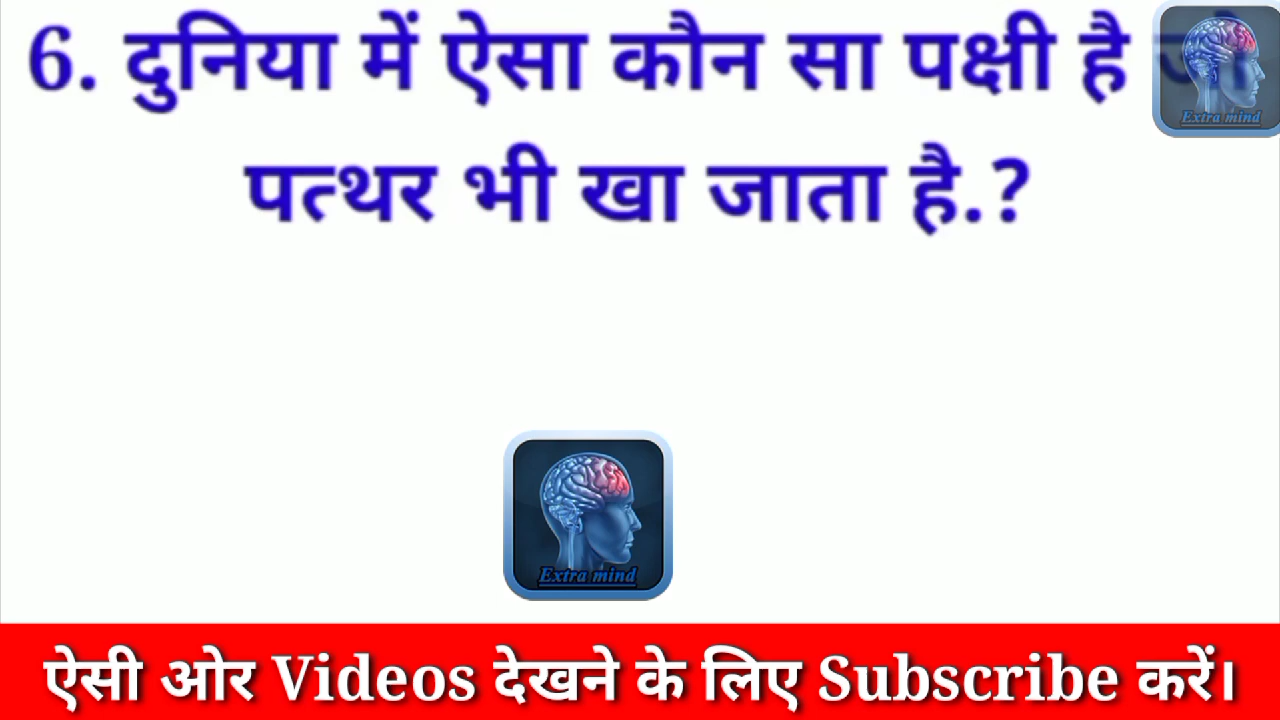 6. दुनिया में ऐसा कौन सा पक्षी है जो
Extra mind
पत्थर भी खा जाता है.?
Extra mind
ऐसी ओर Videos देखने के लिए Subscribe करें।